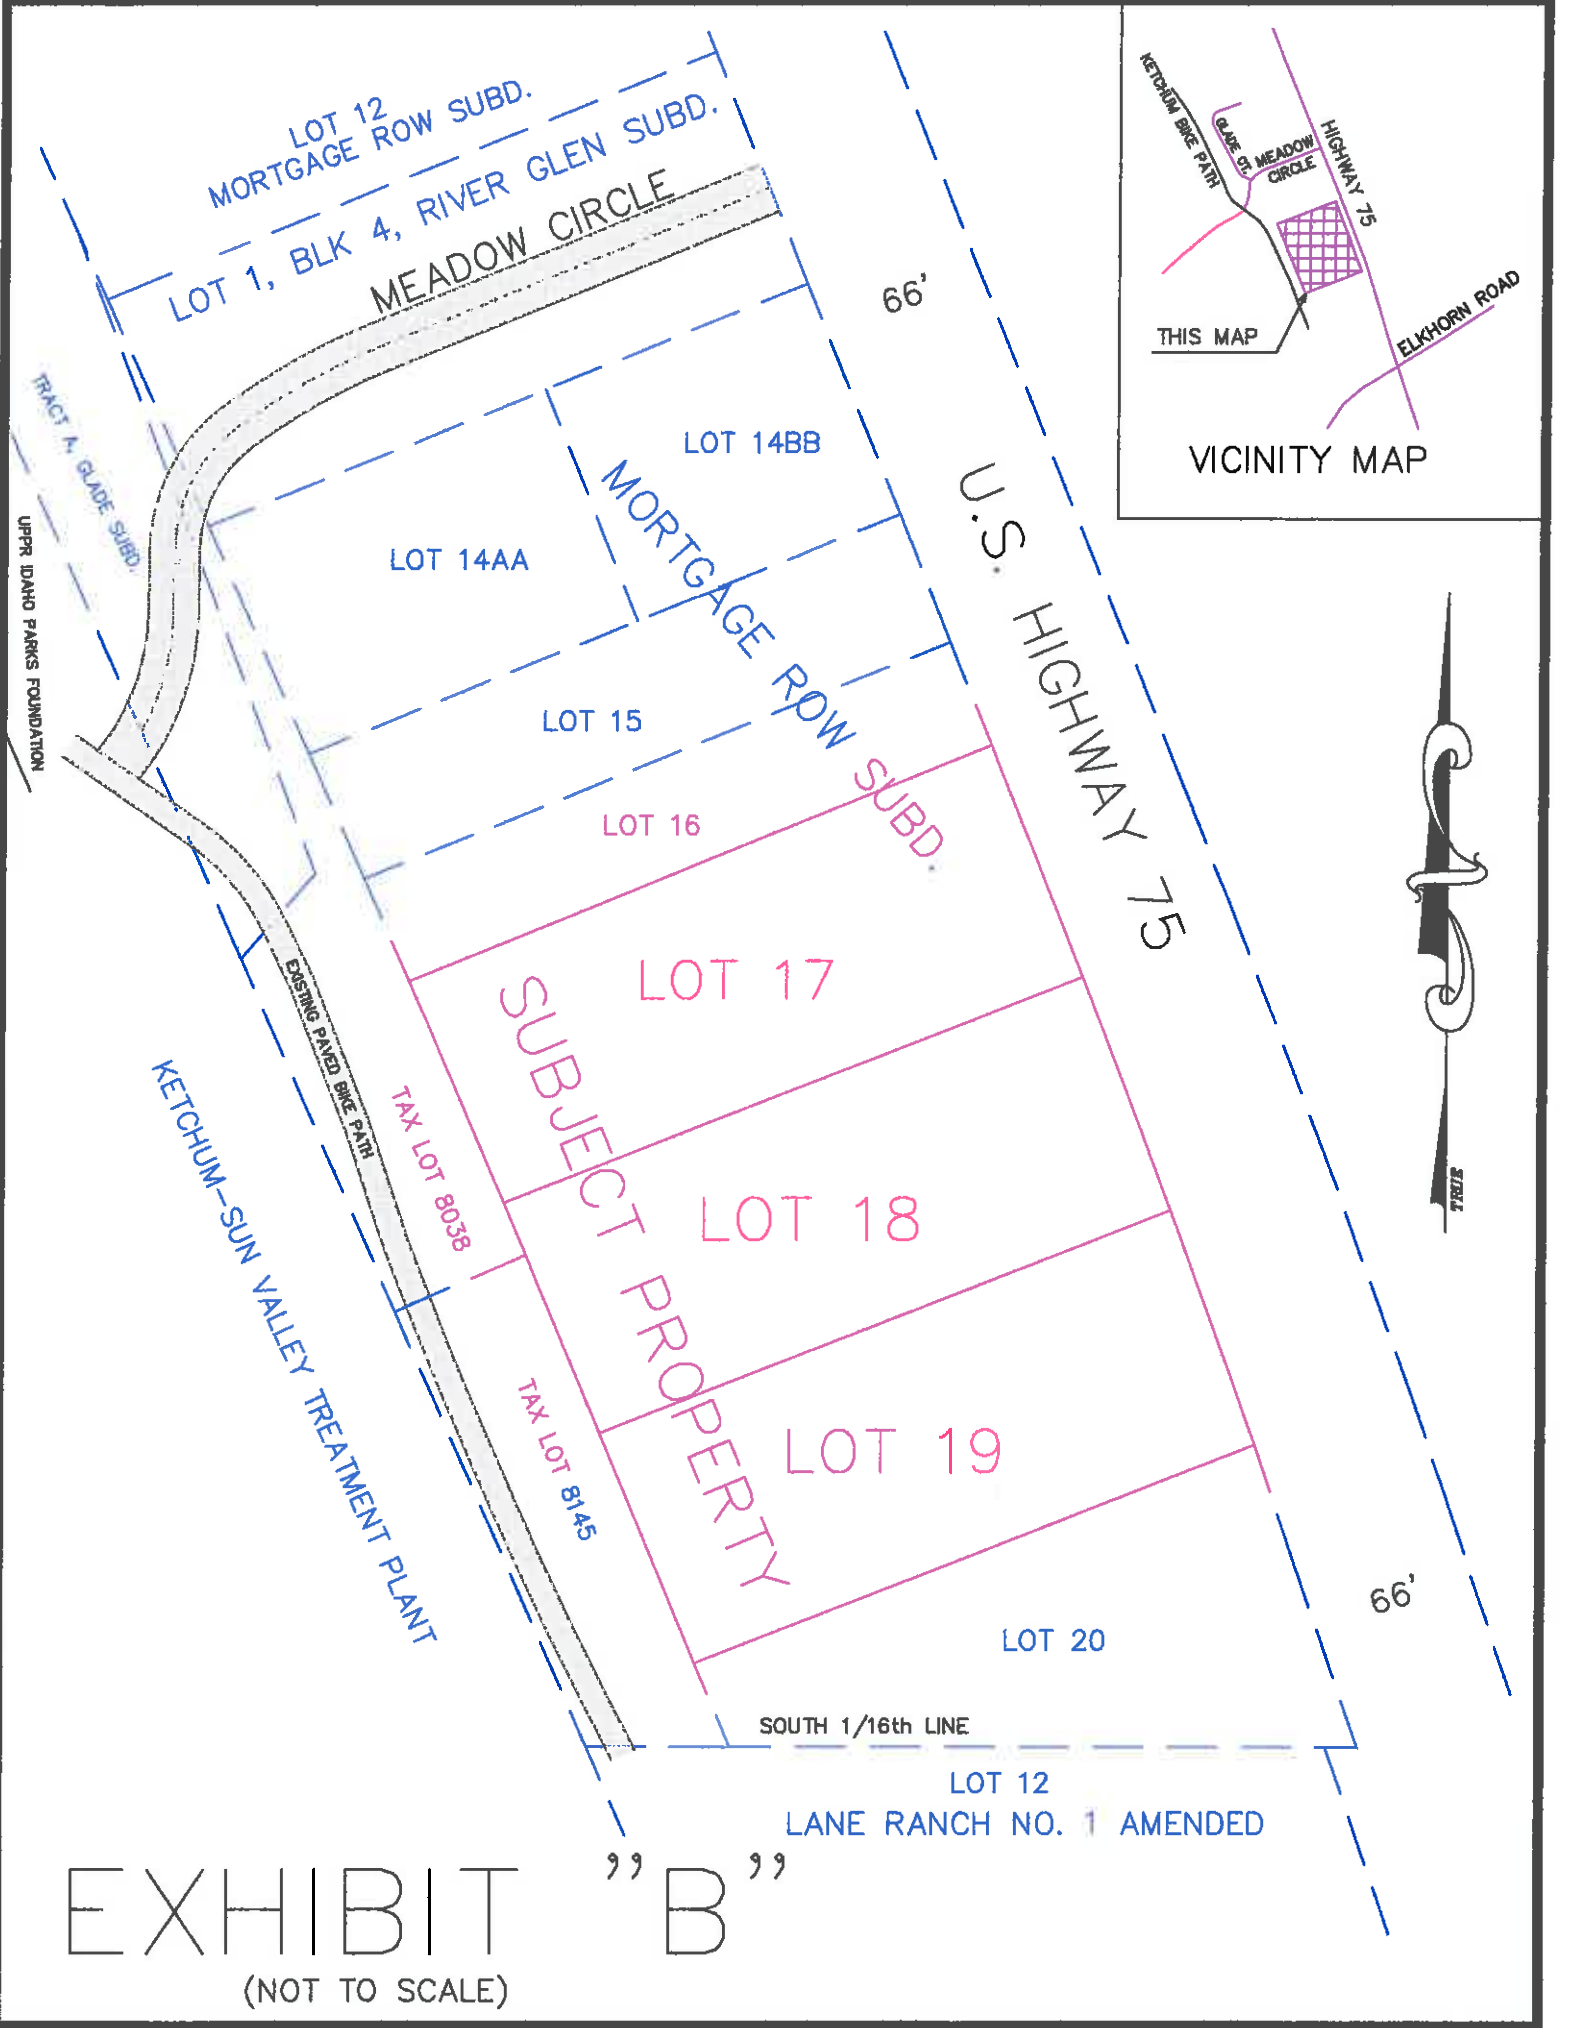 LOT 12
MORTGAGE ROW SUBD.
LOT 1, BLK 4, RIVER GLEN SUBD.
MEADOW CIRCLE
66'
KETCHUM BIKE PATH
GLADE CT.
MEADOW
CIRCLE
HIGHWAY 75
THIS MAP
ELKHORN ROAD
VICINITY MAP
TRACT A, GLADE SUBD.
UPPR IDAHO PARKS FOUNDATION
LOT 14BB
LOT 14AA
MORTGAGE ROW SUBD.
U.S. HIGHWAY 75
LOT 15
LOT 16
LOT 17
SUBJECT PROPERTY
EXISTING PAVED BIKE PATH
TAX LOT 8038
KETCHUM-SUN VALLEY TREATMENT PLANT
LOT 18
TRUE
TAX LOT 8145
LOT 19
66'
LOT 20
SOUTH 1/16th LINE
LOT 12
LANE RANCH NO. 1 AMENDED
EXHIBIT "B"
(NOT TO SCALE)